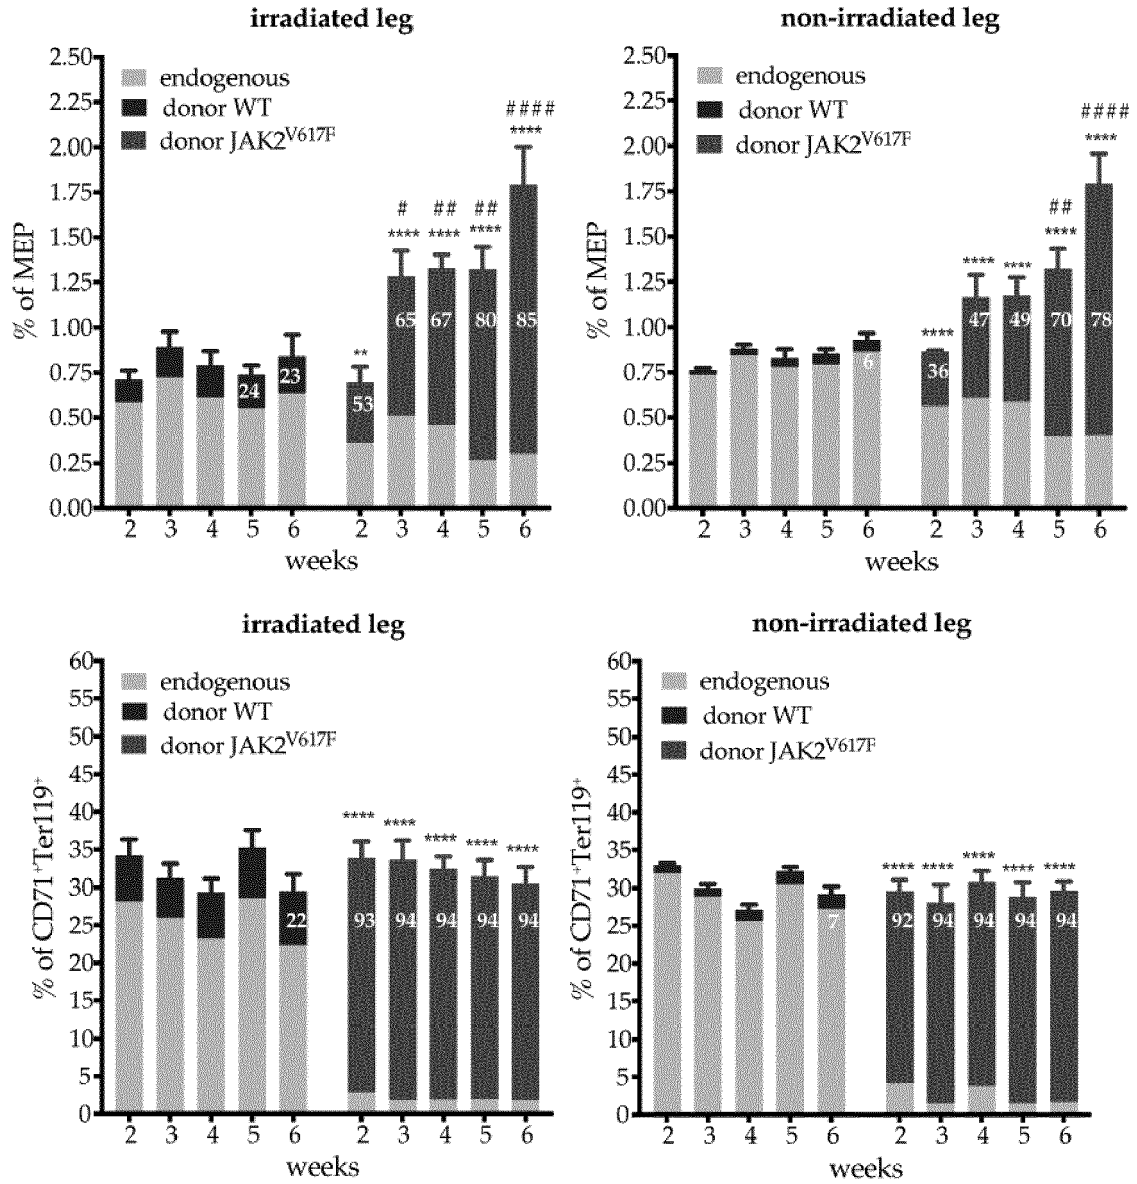 irradiated leg
2.50
2.25
2.00
1.75
1.50
1.25
1.00
0.75
0.50
0.25
0.00
% of MEP
endogenous
donor WT
donor JAK2V617F
####
****
# ## ##
**** **** ****
**
24 23 53 65 67 80 85
2 3 4 5 6 2 3 4 5 6
weeks
non-irradiated leg
2.50
2.25
2.00
1.75
1.50
1.25
1.00
0.75
0.50
0.25
0.00
% of MEP
endogenous
donor WT
donor JAK2V617F
####
****
##
****
**** ****
****
6 36 47 49 70 78
2 3 4 5 6 2 3 4 5 6
weeks
irradiated leg
60
55
50
45
40
35
30
25
20
15
10
5
0
% of CD71+Ter119+
endogenous
donor WT
donor JAK2V617F
**** **** **** **** ****
22 93 94 94 94 94
2 3 4 5 6 2 3 4 5 6
weeks
non-irradiated leg
60
55
50
45
40
35
30
25
20
15
10
5
0
% of CD71+Ter119+
endogenous
donor WT
donor JAK2V617F
**** **** **** **** ****
7 92 94 94 94 94
2 3 4 5 6 2 3 4 5 6
weeks